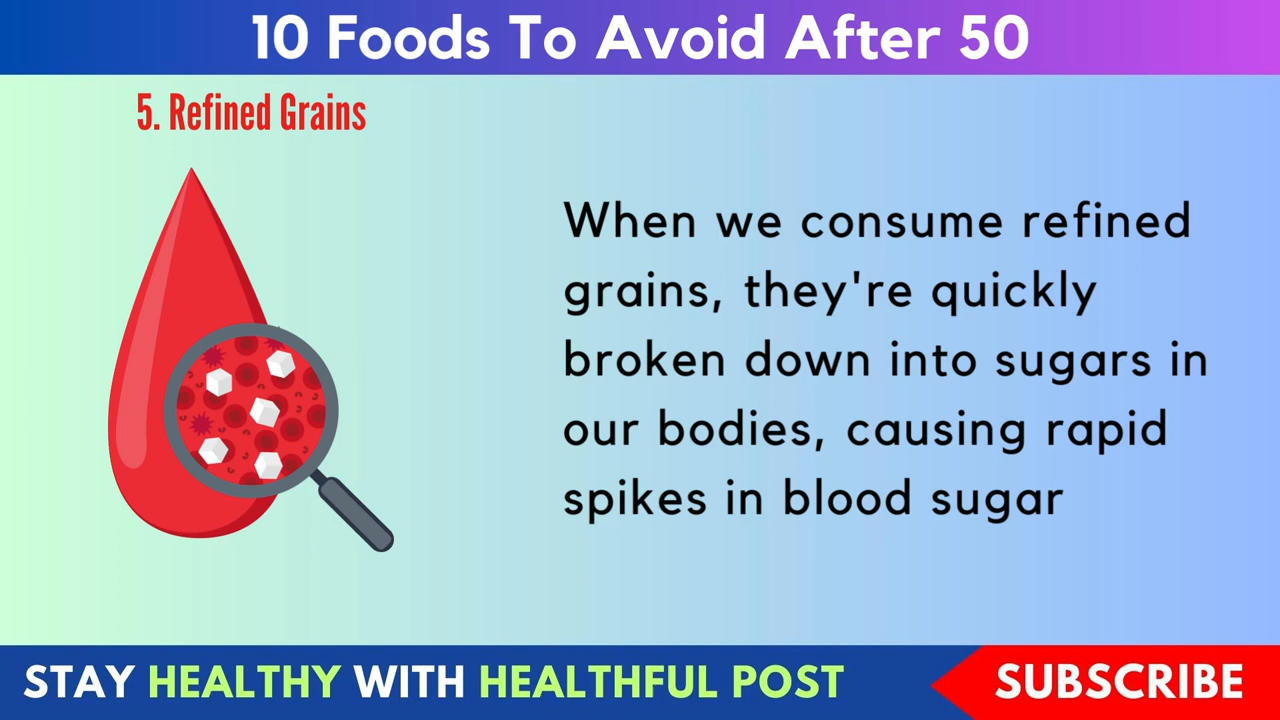 10 Foods To Avoid After 50
5. Refined Grains
When we consume refined
grains, they're quickly
broken down into sugars in
our bodies, causing rapid
spikes in blood sugar
STAY HEALTHY WITH HEALTHFUL POST
SUBSCRIBE